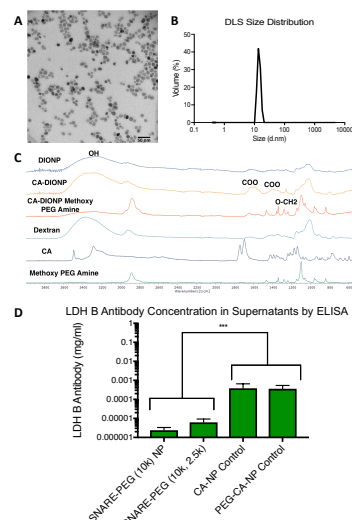 A
50 nm
B
DLS Size Distribution
Volume (%)
50
40
30
20
10
0
0.1 1 10 100 1000 10000
Size (d.nm)
C
DIONP
OH
CA-DIONP
COO
COO
CA-DIONP Methoxy
PEG Amine
O-CH2
Dextran
CA
Methoxy PEG Amine
D
LDH B Antibody Concentration in Supernatants by ELISA
LDH B Antibody (mg/ml)
1
0.1
0.01
0.001
0.0001
0.00001
0.000001
***
SNARE-PEG (10k) NP
SNARE-PEG (10k, 2.5k)
CA-NP Control
PEG-CA-NP Control